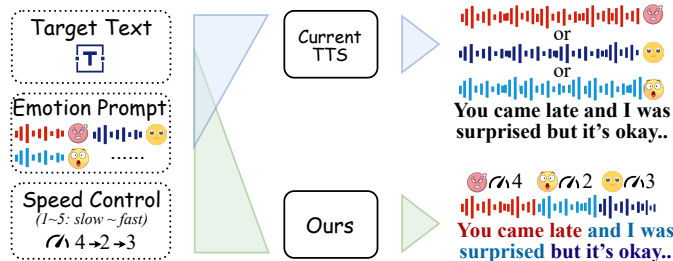 Target Text
T
Emotion Prompt
......
Speed Control
(1~5: slow ~ fast)
4→2→3
Current
TTS
Ours
or
or
You came late and I was
surprised but it's okay..
4 2 3
You came late and I was
surprised but it's okay..